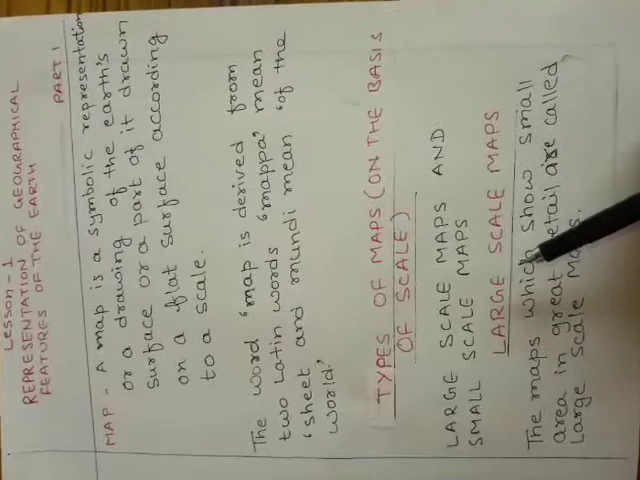 LESSON - 1
REPRESENTATION OF GEOGRAPHICAL
FEATURES OF THE EARTH
PART 1
MAP - A map is a symbolic representation
or a drawing of the earth's
surface or a part of it drawn
on a flat surface according
to a scale.
The word 'map is derived from
two Latin words 'mappa' mean
'sheet and mundi mean 'of the
world'
TYPES OF MAPS (ON THE BASIS
OF SCALE)
LARGE SCALE MAPS AND
SMALL SCALE MAPS
LARGE SCALE MAPS
The maps which show small
area in great detail are called
Large scale Maps.